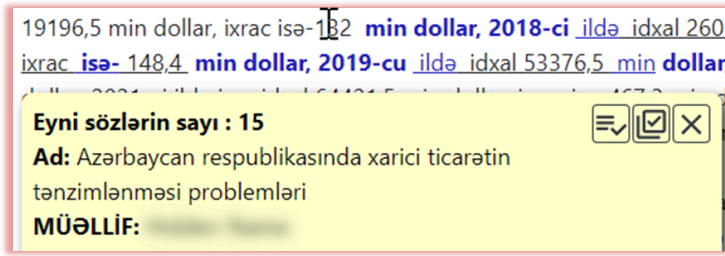 19196,5 min dollar, ixrac isə-132 min dollar, 2018-ci ildə idxal 260
ixrac isə- 148,4 min dollar, 2019-cu ildə idxal 53376,5 min dollar
Eyni sözlərin sayı : 15
Ad: Azərbaycan respublikasında xarici ticarətin
tənzimlənməsi problemləri
MÜƏLLİF: